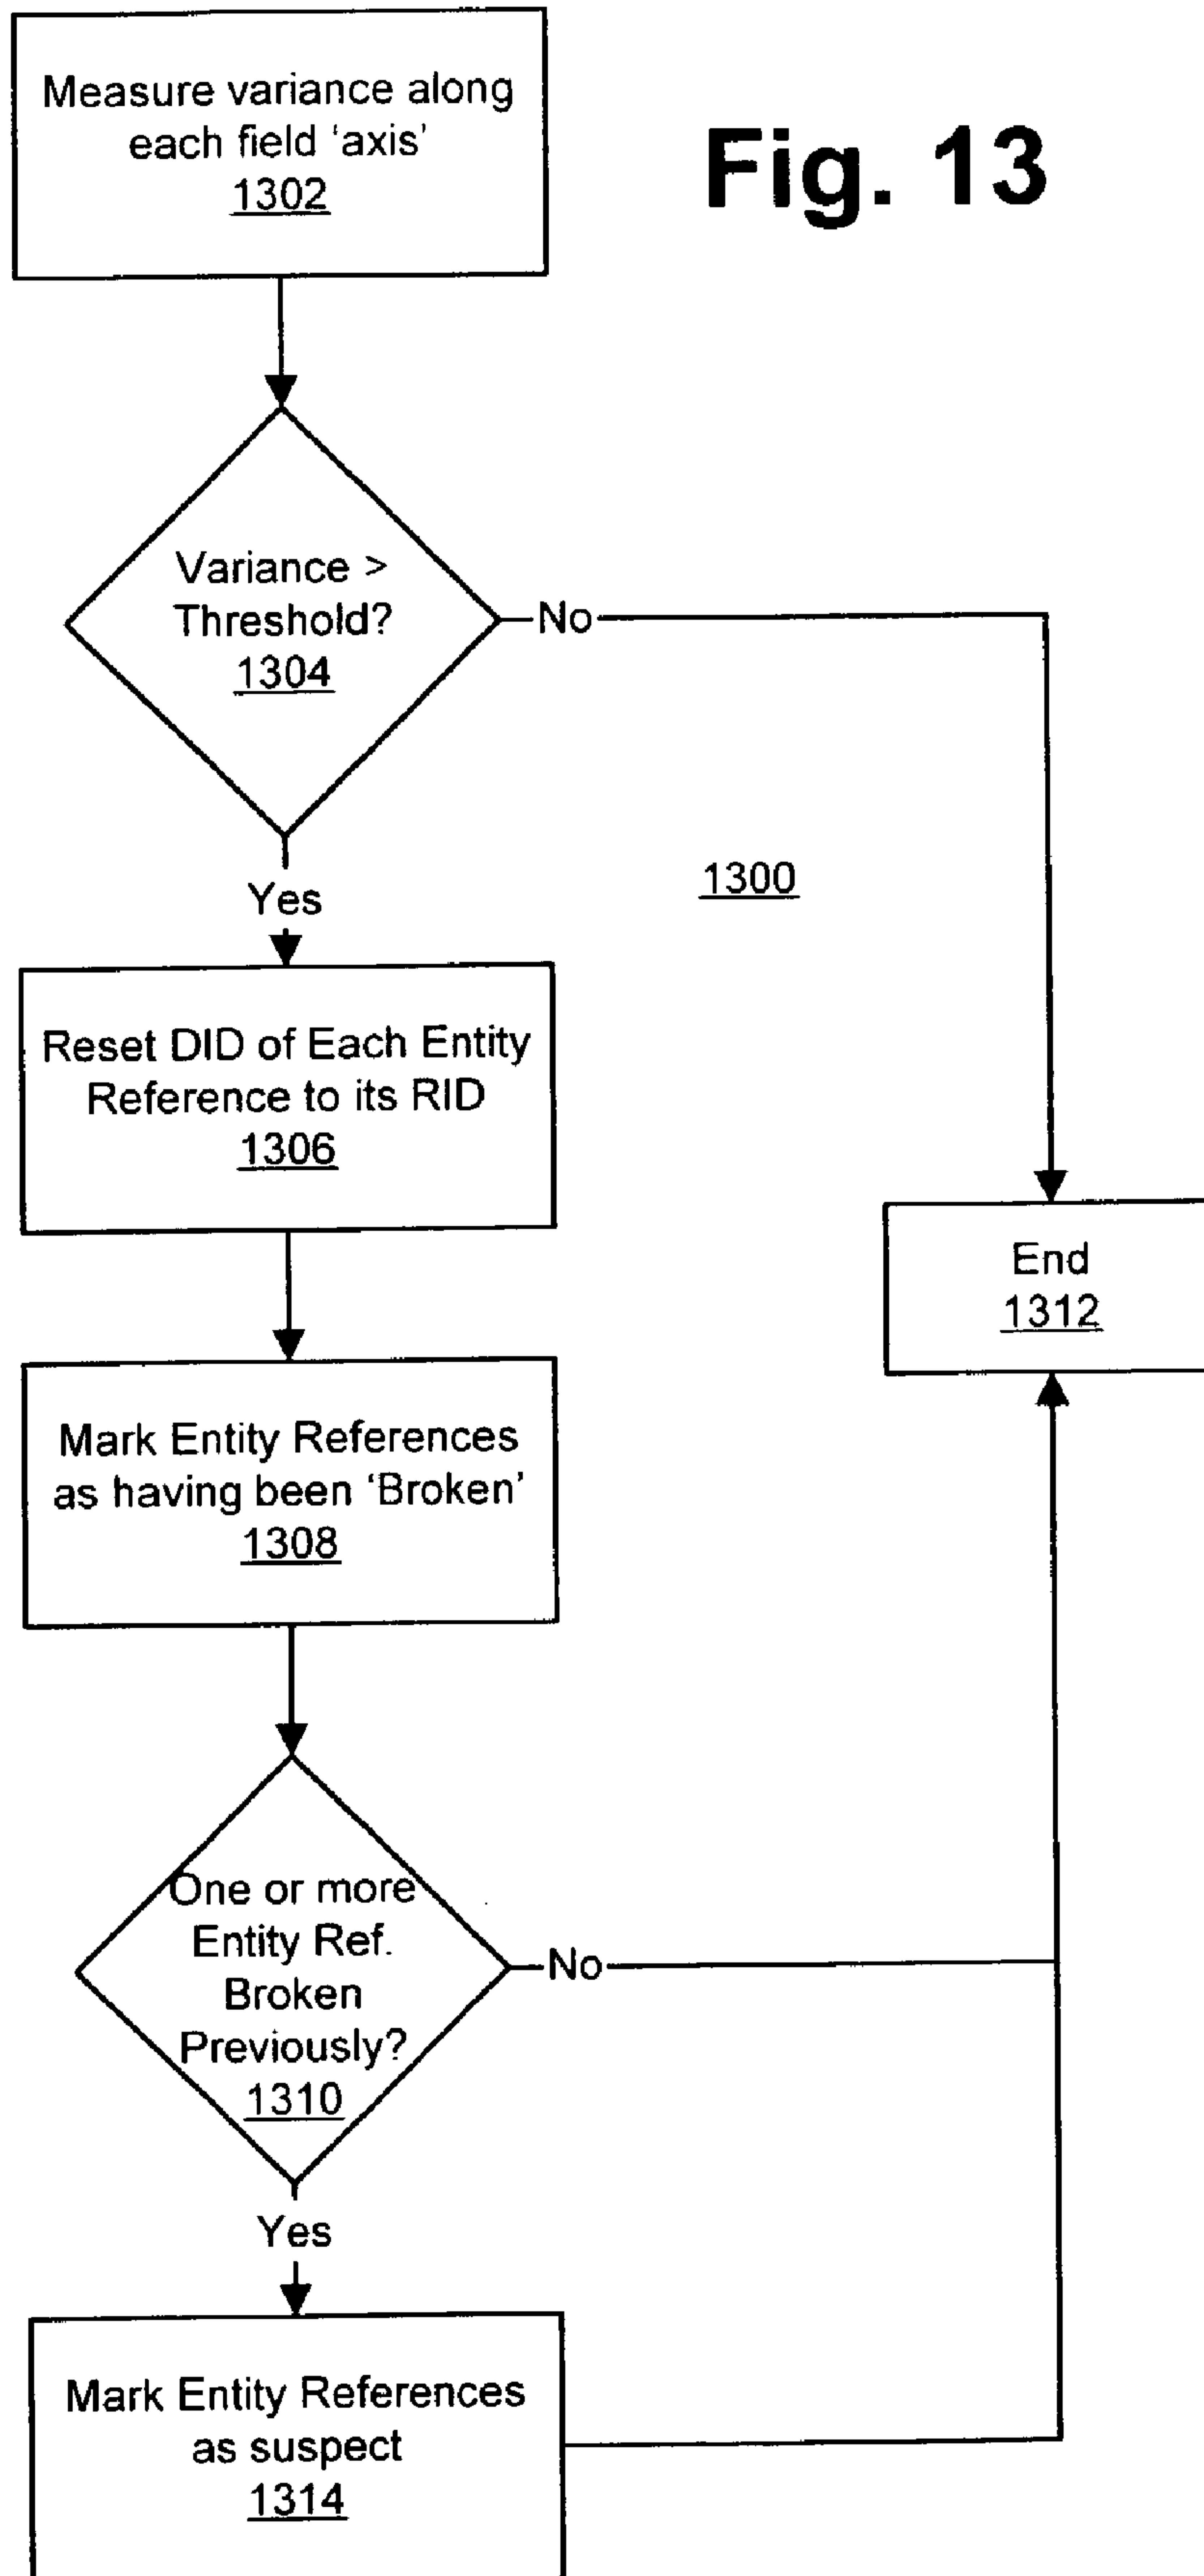 Measure variance along
each field 'axis'
1302
Fig. 13
Variance >
Threshold?
1304
No
Yes
1300
Reset DID of Each Entity
Reference to its RID
1306
End
1312
Mark Entity References
as having been 'Broken'
1308
One or more
Entity Ref.
Broken
Previously?
1310
No
Yes
Mark Entity References
as suspect
1314